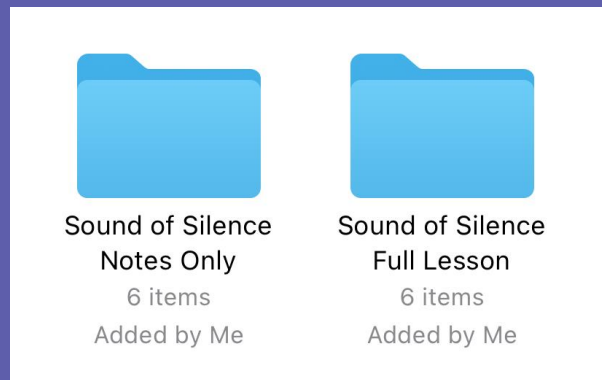 Sound of Silence
Notes Only
6 items
Added by Me
Sound of Silence
Full Lesson
6 items
Added by Me